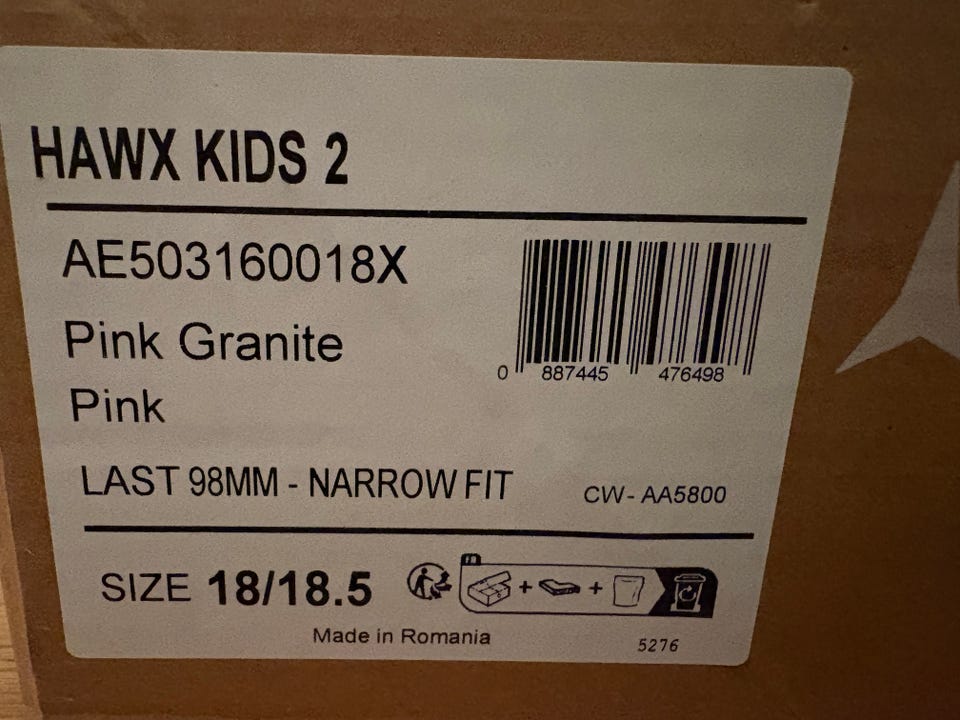 HAWX KIDS 2
AE503160018X
Pink Granite
Pink
0 887445 476498
LAST 98MM - NARROW FIT
CW- AA5800
SIZE 18/18.5
FR
+ +
Made in Romania
5276